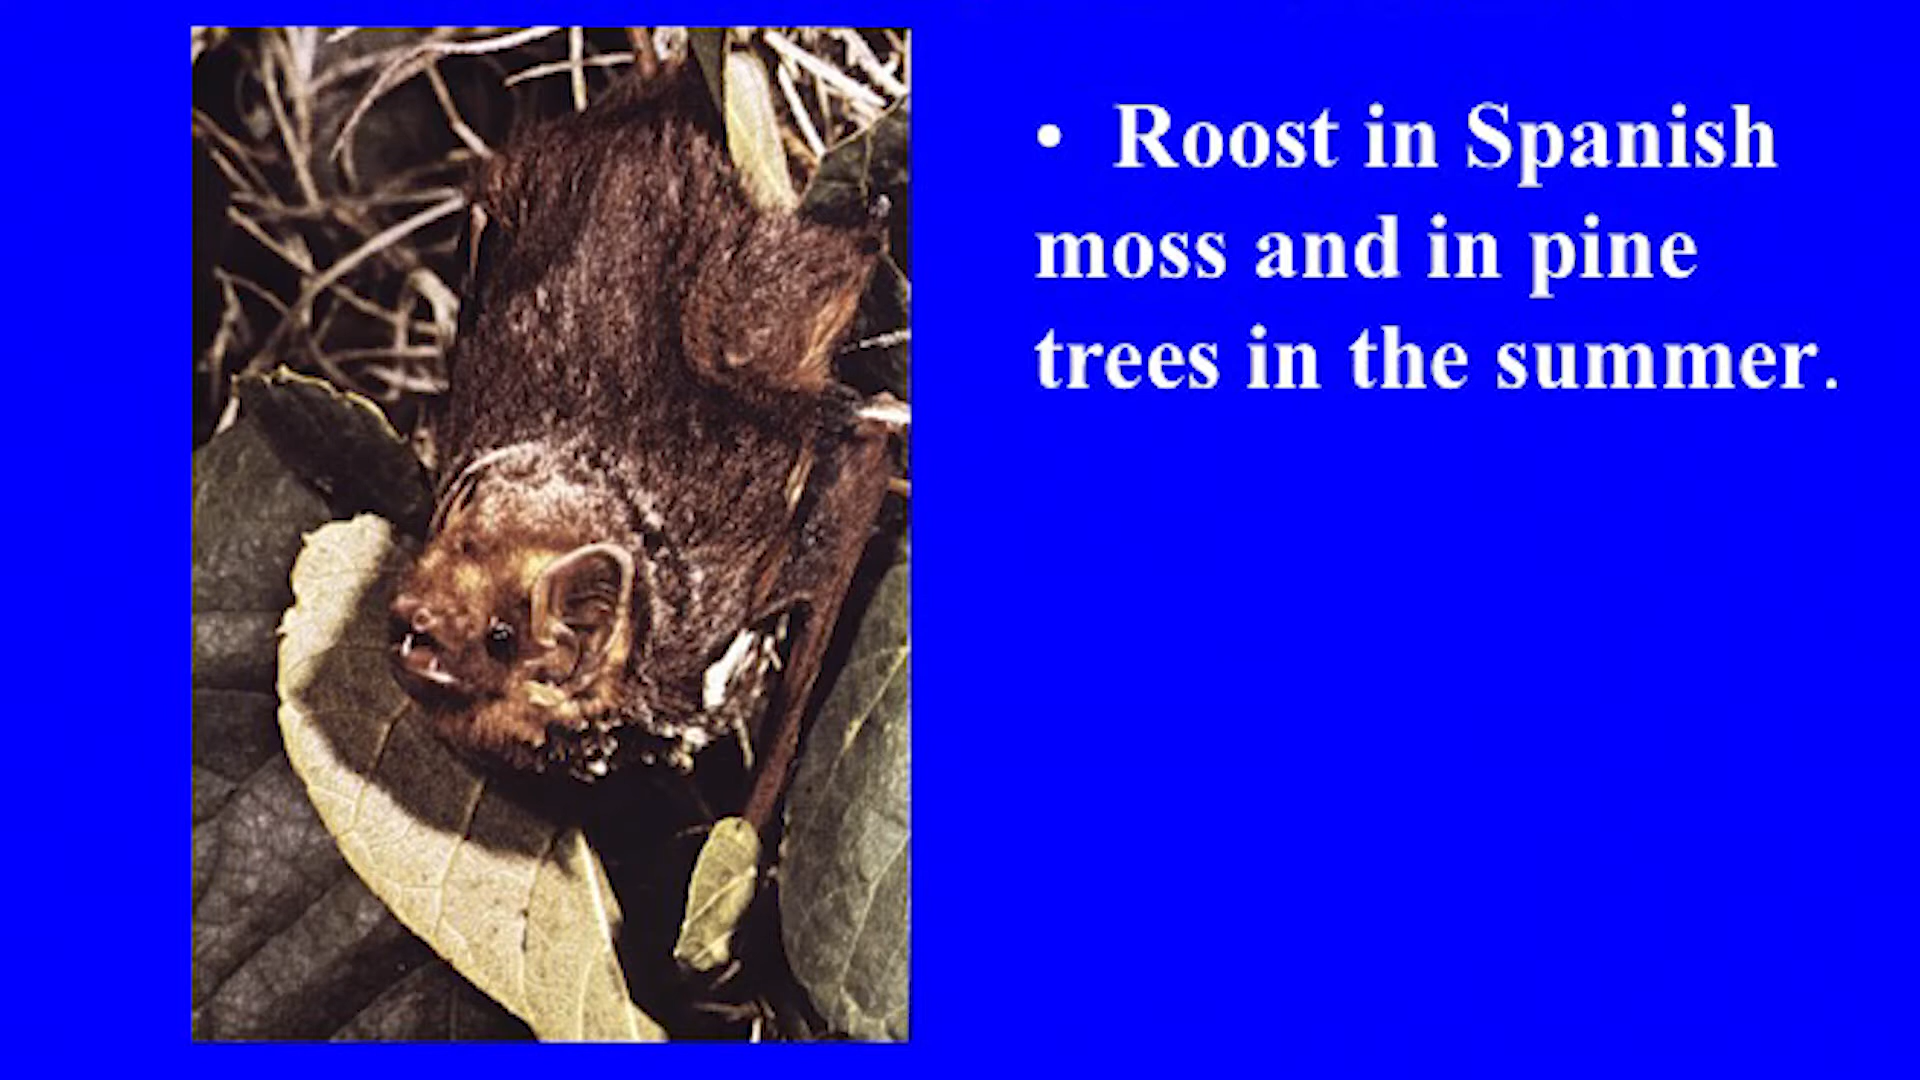 • Roost in Spanish
moss and in pine
trees in the summer.